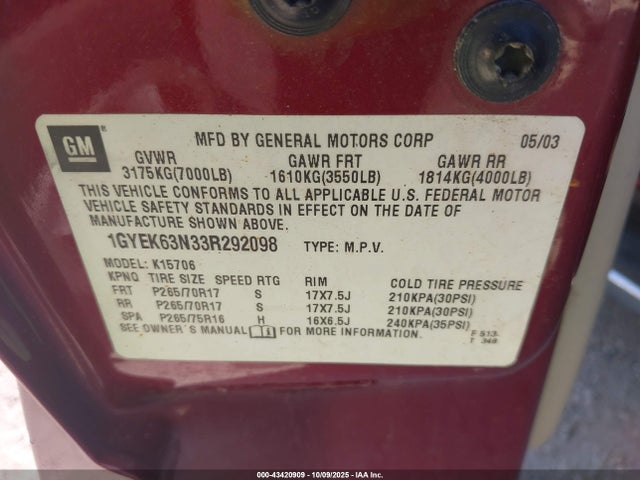 GM
MFD BY GENERAL MOTORS CORP 05/03
GVWR GAWR FRT GAWR RR
3175KG(7000LB) 1610KG(3550LB) 1814KG(4000LB)
THIS VEHICLE CONFORMS TO ALL APPLICABLE U.S. FEDERAL MOTOR
VEHICLE SAFETY STANDARDS IN EFFECT ON THE DATE OF
MANUFACTURE SHOWN ABOVE.
1GYEK63N33R292098 TYPE: M.P.V.
MODEL: K15706
KPNQ TIRE SIZE SPEED RTG RIM COLD TIRE PRESSURE
FRT P265/70R17 S 17X7.5J 210KPA(30PSI)
RR P265/70R17 S 17X7.5J 210KPA(30PSI)
SPA P265/75R16 H 16X6.5J 240KPA(35PSI)
SEE OWNER'S MANUAL FOR MORE INFORMATION.
F 513
T 349
000-43420909 | 10/09/2025 - IAA, Inc.